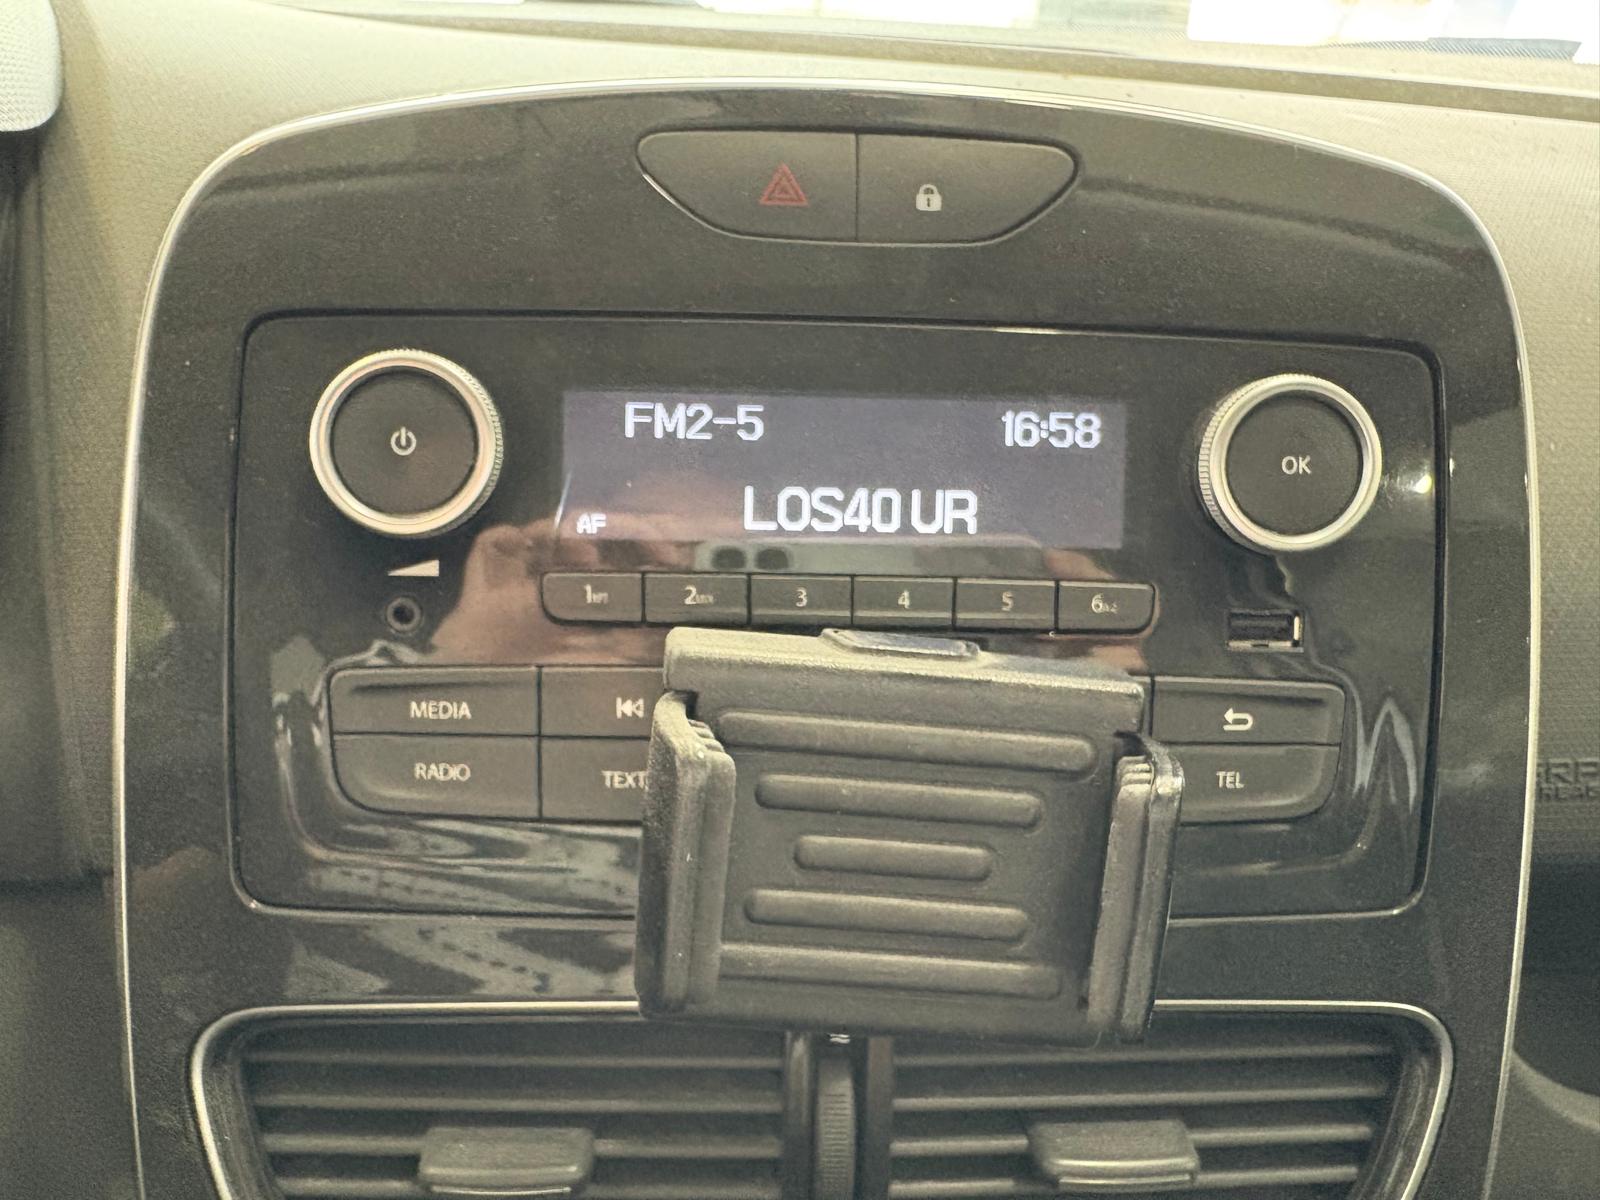 FM2-5 16:58
LOS40 UR
AF
OK
1 2 3 4 5 6
MEDIA
RADIO TEXT TEL